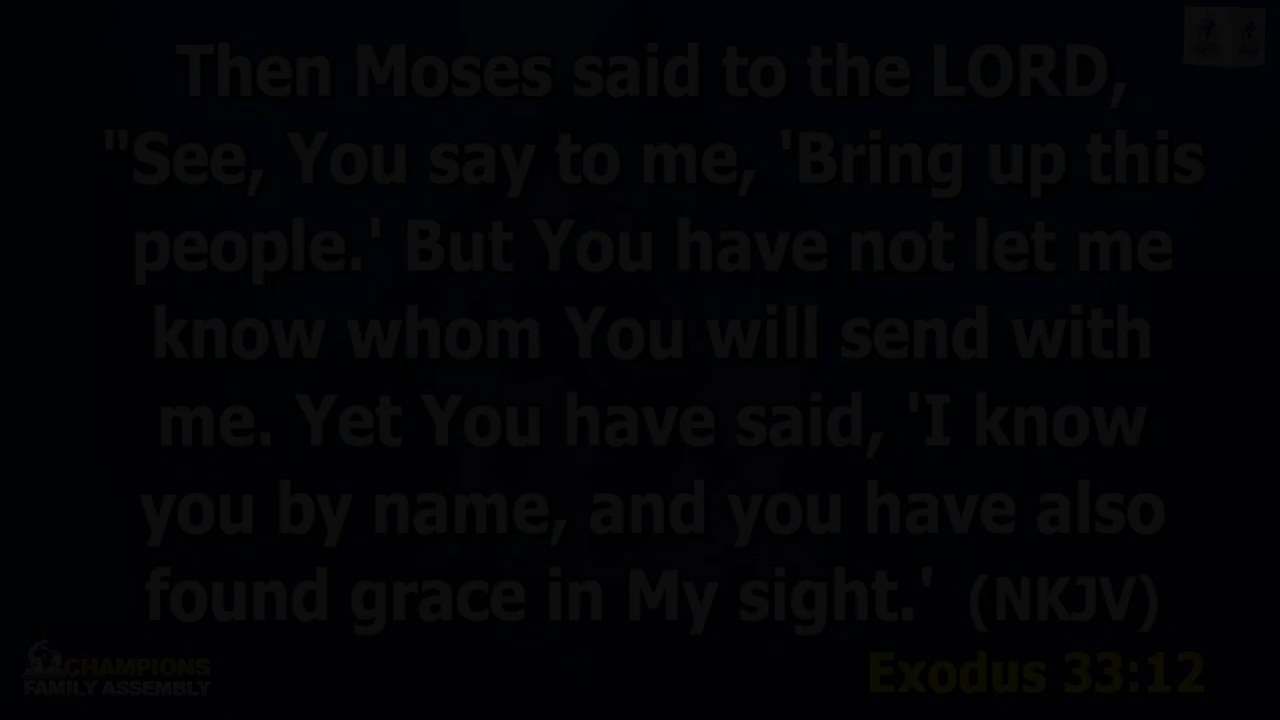 Then Moses said to the LORD,
"See, You say to me, 'Bring up this
people.' But You have not let me
know whom You will send with
me. Yet You have said, 'I know
you by name, and you have also
found grace in My sight.' (NKJV)
Exodus 33:12
CHAMPIONS
FAMILY ASSEMBLY